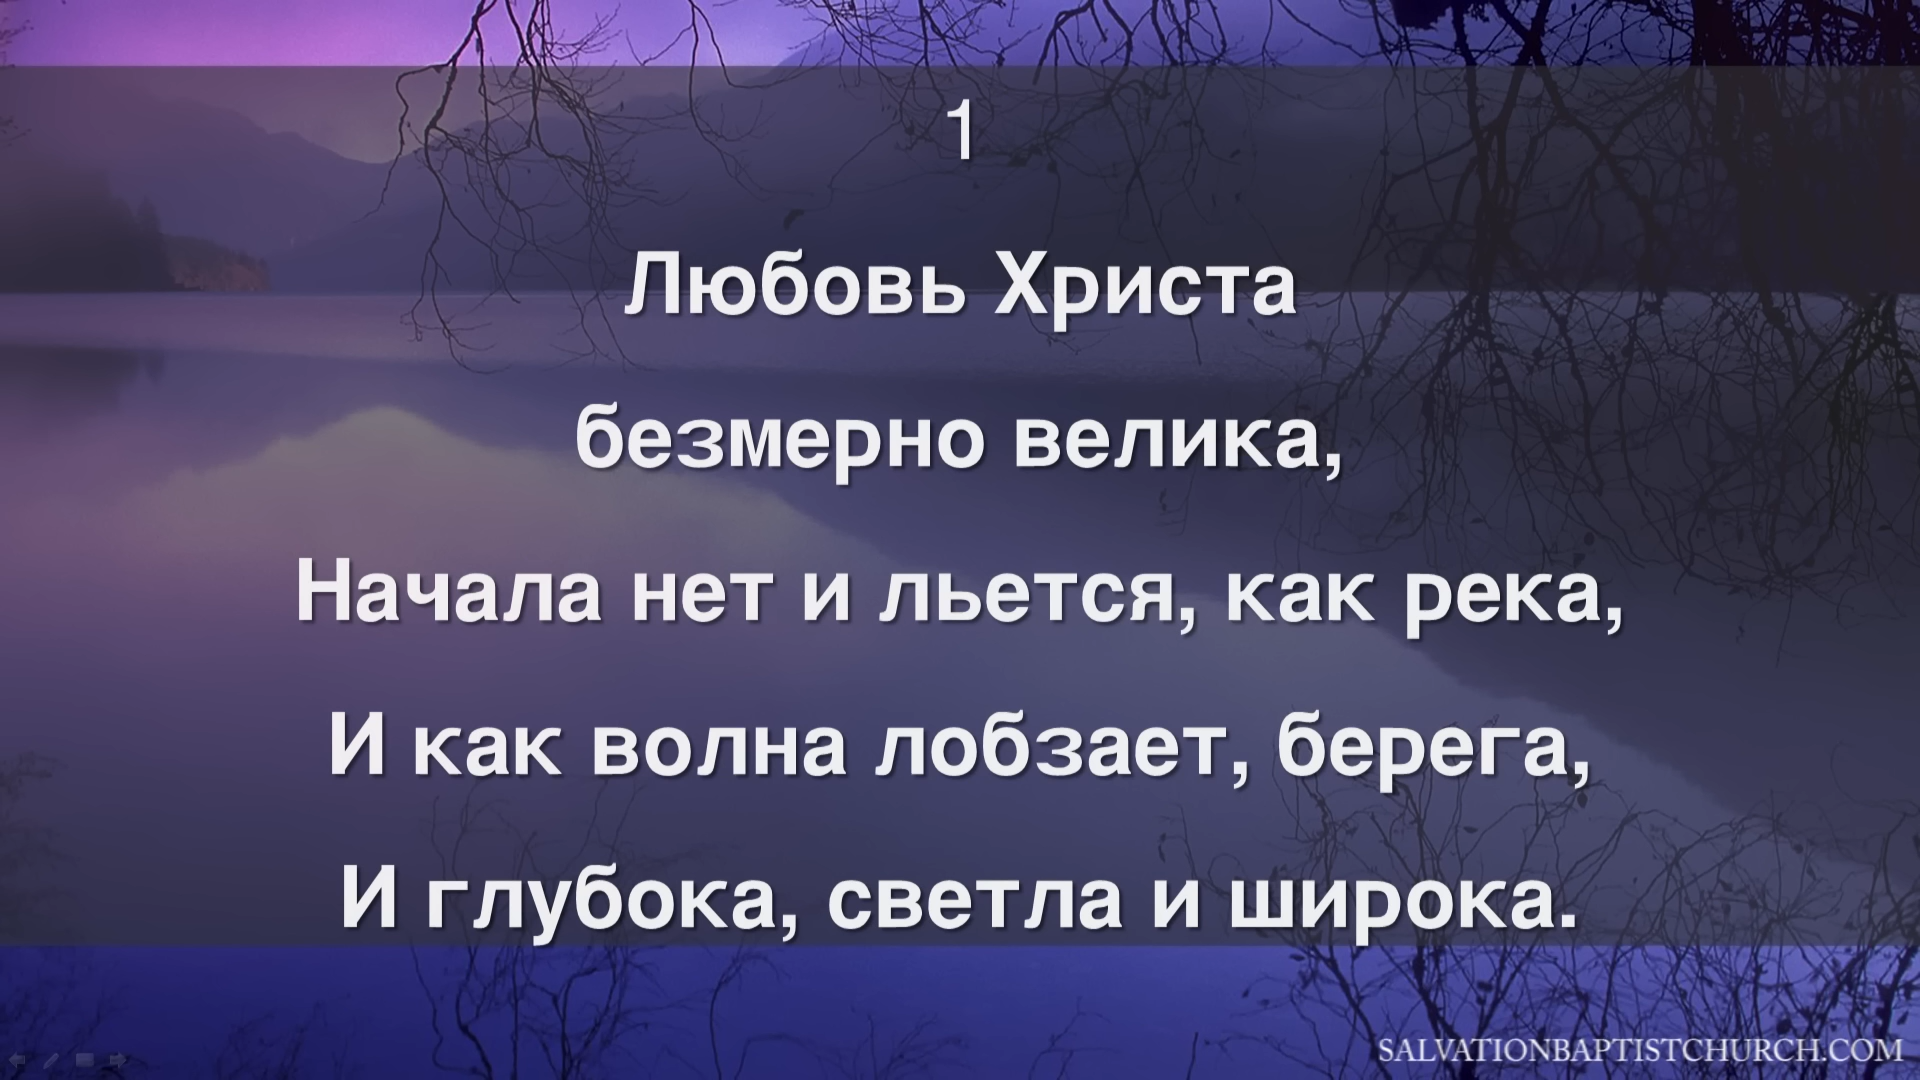 1
Любовь Христа
безмерно велика,
Начала нет и льется, как река,
И как волна лобзает, берега,
И глубока, светла и широка.
SALVATIONBAPTISTCHURCH.COM